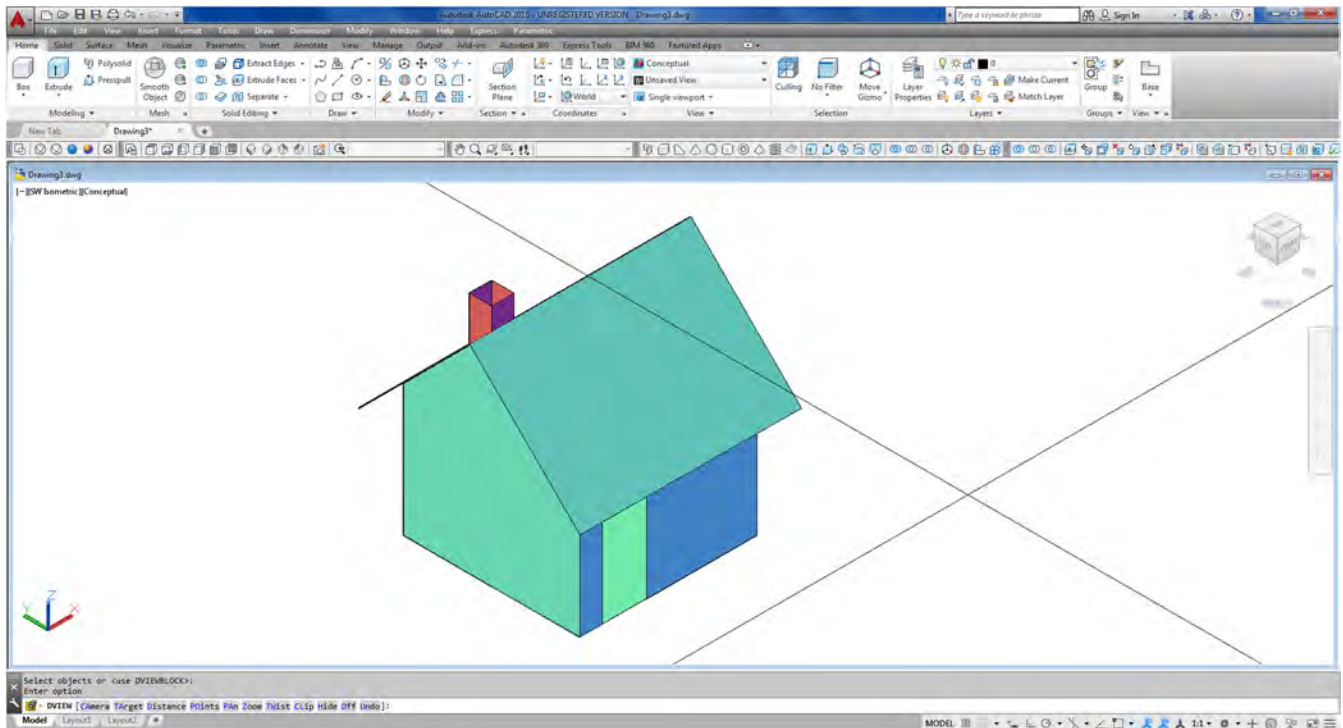 Autodesk AutoCAD 2015 - UNREGISTERED VERSION Drawing3.dwg Type a keyword or phrase Sign In
File Edit View Insert Format Tools Draw Dimension Modify Window Help Express Parametric
Home Solid Surface Mesh Visualize Parametric Insert Annotate View Manage Output Add-ins Autodesk 360 Express Tools BIM 360 Featured Apps
Polysolid Extract Edges Conceptual 0
Presspull Extrude Faces Unsaved View Make Current
Box Extrude Smooth Object Separate Section Plane World Single viewport Culling No Filter Move Gizmo Layer Properties Match Layer Group Base
Modeling Mesh Solid Editing Draw Modify Section Coordinates View Selection Layers Groups View
New Tab Drawing3*
Drawing3.dwg
[-][SW Isometric][Conceptual]
Z
Y X
Select objects or <use DVIEWBLOCK>:
Enter option
- DVIEW [CAmera TArget Distance POints PAn Zoom TWist CLip Hide Off Undo]:
Model Layout1 Layout2 + MODEL 1:1